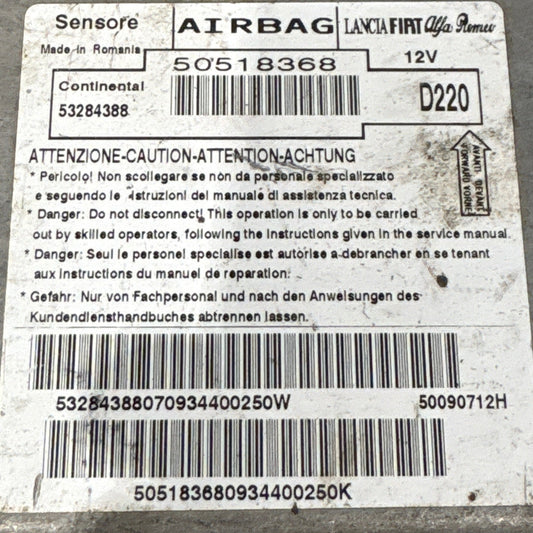 Sensore AIRBAG LANCIA FIAT Alfa Romeo
Made in Romania 50518368 12V
Continental
53284388 D220
ATTENZIONE-CAUTION-ATTENTION-ACHTUNG
AVANTI - DEVANT
FORWARD VORNE
* Pericolo! Non scollegare se non da personale specializzato
e seguendo le istruzioni del manuale di assistenza tecnica.
* Danger: Do not disconnect! This operation is only to be carried
out by skilled operators, following the instructions given in the service manual
* Danger: Seul le personel specialise est autorise a debrancher en se tenant
aux instructions du manuel de reparation.
* Gefahr: Nur von Fachpersonal und nach den Anweisungen des
Kundendiensthandbuches abtrennen lassen.
53284388070934400250W 50090712H
505183680934400250K